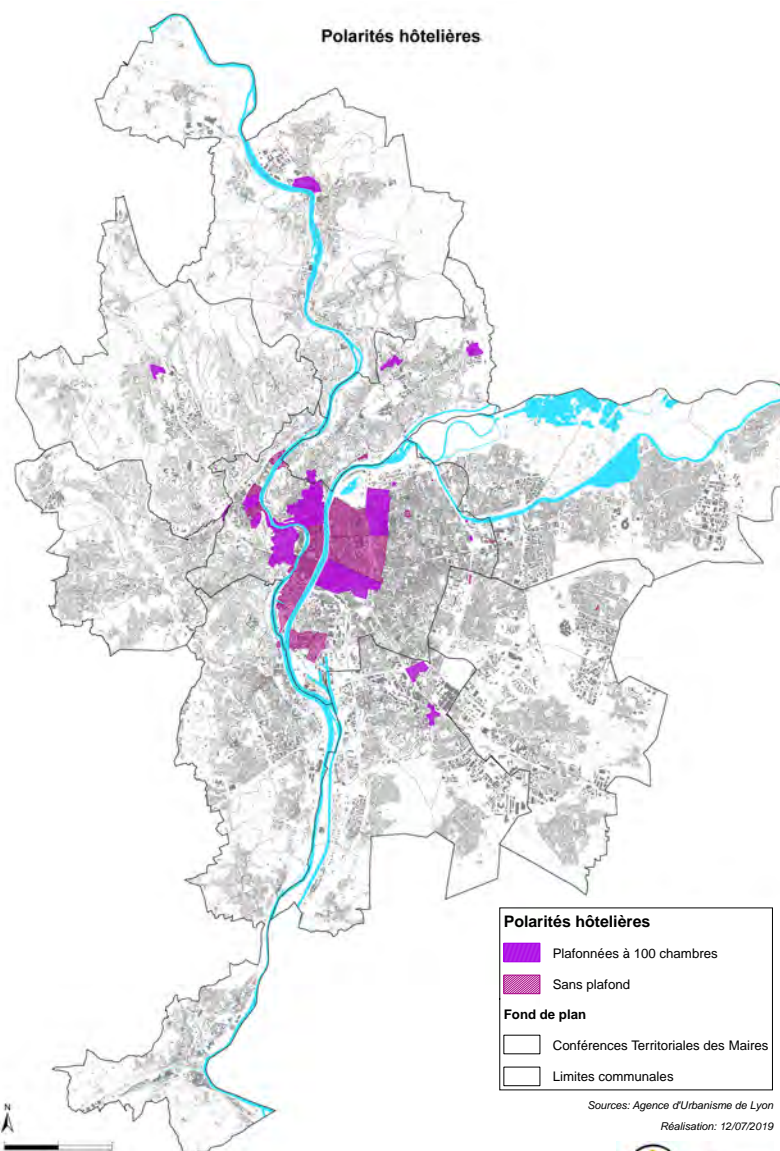 Polarités hôtelières
Polarités hôtelières
Plafonnées à 100 chambres
Sans plafond
Fond de plan
Conférences Territoriales des Maires
Limites communales
Sources: Agence d'Urbanisme de Lyon
Réalisation: 12/07/2019
N